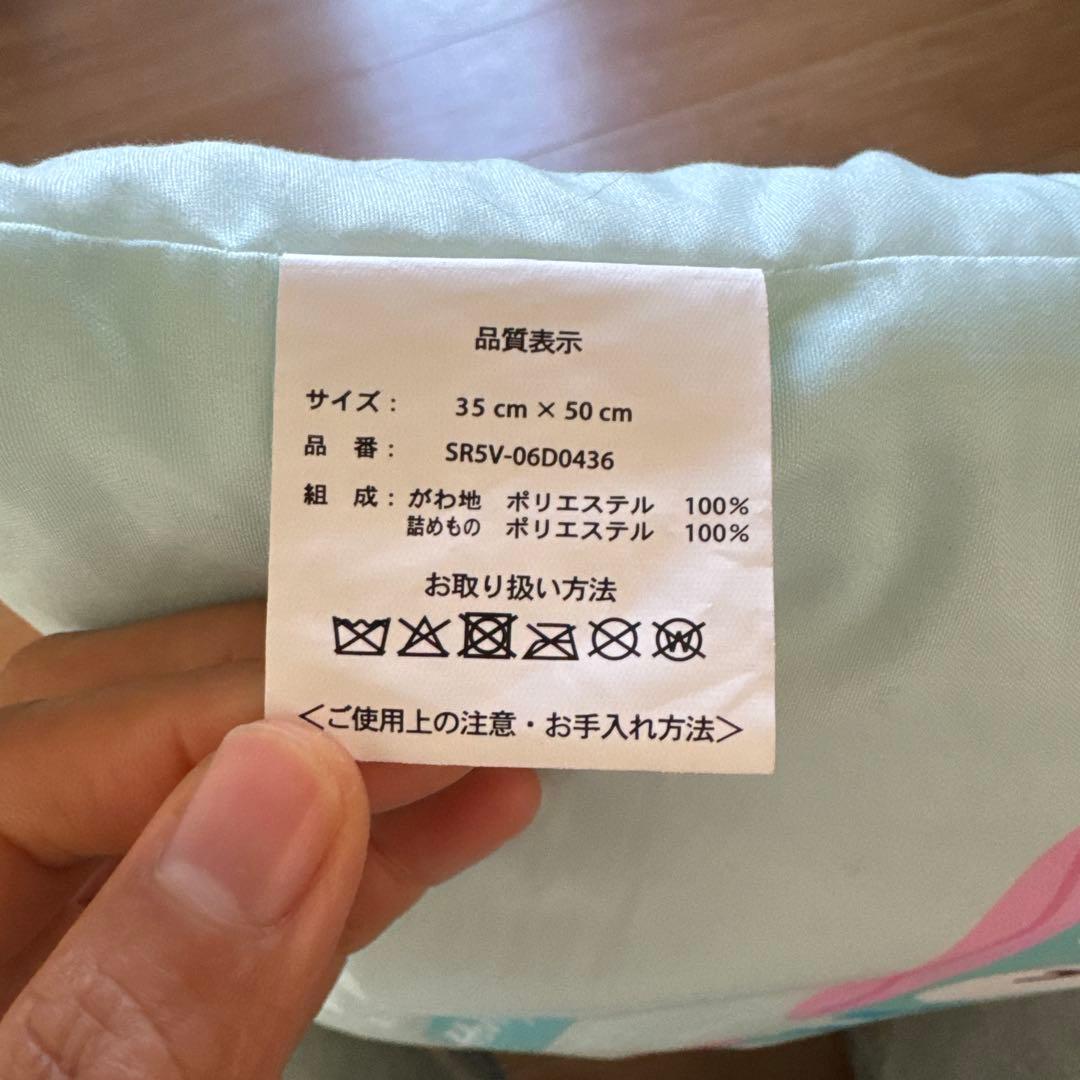 品質表示
サイズ： 35 cm × 50 cm
品　番： SR5V-06D0436
組　成：がわ地　ポリエステル　100%
詰めもの　ポリエステル　100%
お取り扱い方法
W
＜ご使用上の注意・お手入れ方法＞